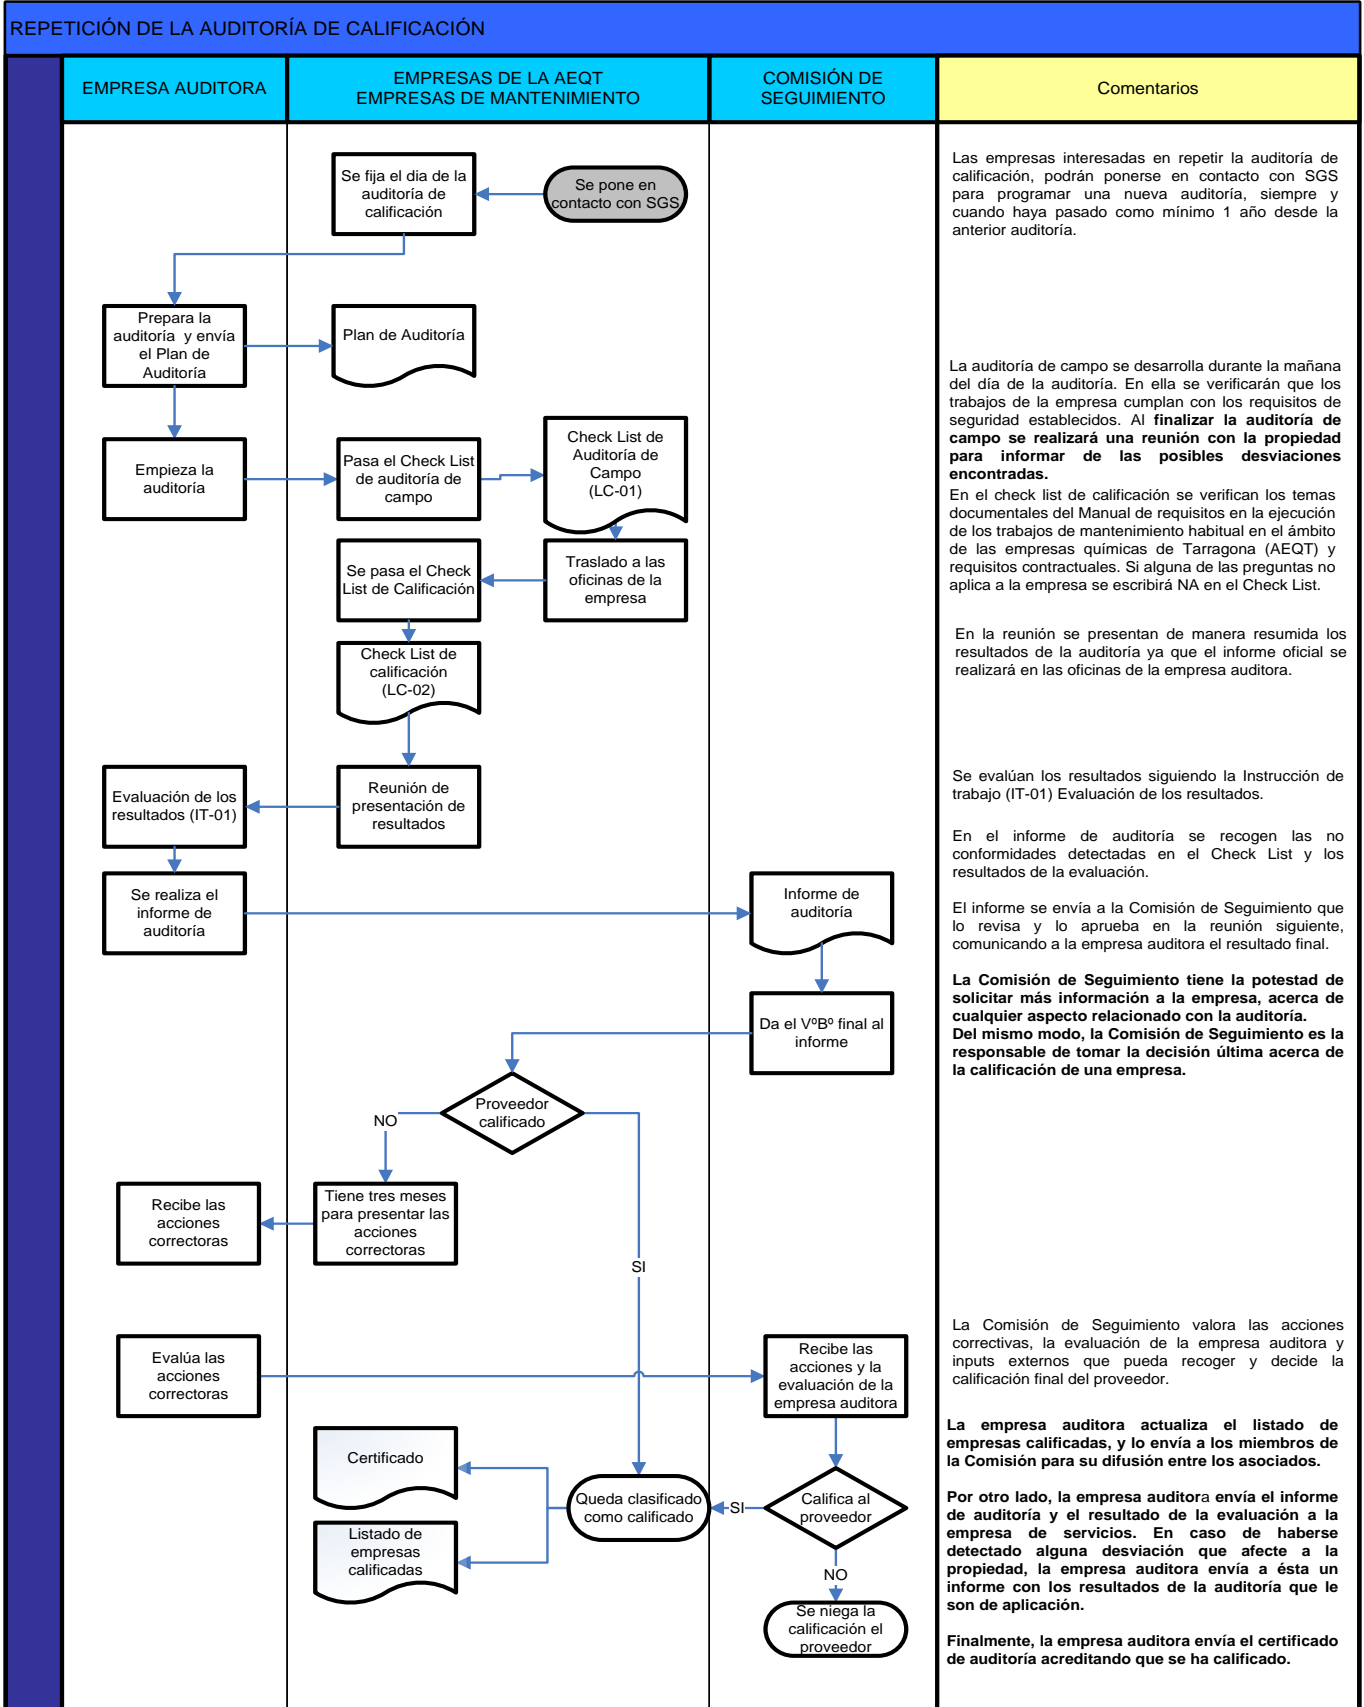 REPETICIÓN DE LA AUDITORÍA DE CALIFICACIÓN
EMPRESA AUDITORA
EMPRESAS DE LA AEQT
EMPRESAS DE MANTENIMIENTO
COMISIÓN DE
SEGUIMIENTO
Comentarios
Se fija el dia de la
auditoría de
calificación
Se pone en
contacto con SGS
Las empresas interesadas en repetir la auditoría de
calificación, podrán ponerse en contacto con SGS
para programar una nueva auditoría, siempre y
cuando haya pasado como mínimo 1 año desde la
anterior auditoría.
Prepara la
auditoría y envía
el Plan de
Auditoría
Plan de Auditoría
La auditoría de campo se desarrolla durante la mañana
del día de la auditoría. En ella se verificarán que los
trabajos de la empresa cumplan con los requisitos de
seguridad establecidos. Al finalizar la auditoría de
campo se realizará una reunión con la propiedad
para informar de las posibles desviaciones
encontradas.
Empieza la
auditoría
Pasa el Check List
de auditoría de
campo
Check List de
Auditoría de
Campo
(LC-01)
En el check list de calificación se verifican los temas
documentales del Manual de requisitos en la ejecución
de los trabajos de mantenimiento habitual en el ámbito
de las empresas químicas de Tarragona (AEQT) y
requisitos contractuales. Si alguna de las preguntas no
aplica a la empresa se escribirá NA en el Check List.
Se pasa el Check
List de Calificación
Traslado a las
oficinas de la
empresa
Check List de
calificación
(LC-02)
En la reunión se presentan de manera resumida los
resultados de la auditoría ya que el informe oficial se
realizará en las oficinas de la empresa auditora.
Evaluación de los
resultados (IT-01)
Reunión de
presentación de
resultados
Se evalúan los resultados siguiendo la Instrucción de
trabajo (IT-01) Evaluación de los resultados.
En el informe de auditoría se recogen las no
conformidades detectadas en el Check List y los
resultados de la evaluación.
Se realiza el
informe de
auditoría
Informe de
auditoría
El informe se envía a la Comisión de Seguimiento que
lo revisa y lo aprueba en la reunión siguiente,
comunicando a la empresa auditora el resultado final.
La Comisión de Seguimiento tiene la potestad de
solicitar más información a la empresa, acerca de
cualquier aspecto relacionado con la auditoría.
Del mismo modo, la Comisión de Seguimiento es la
responsable de tomar la decisión última acerca de
la calificación de una empresa.
Da el VºBº final al
informe
Proveedor
calificado
NO
Recibe las
acciones
correctoras
Tiene tres meses
para presentar las
acciones
correctoras
SI
Evalúa las
acciones
correctoras
Recibe las
acciones y la
evaluación de la
empresa auditora
La Comisión de Seguimiento valora las acciones
correctivas, la evaluación de la empresa auditora y
inputs externos que pueda recoger y decide la
calificación final del proveedor.
La empresa auditora actualiza el listado de
empresas calificadas, y lo envía a los miembros de
la Comisión para su difusión entre los asociados.
Certificado
Queda clasificado
como calificado
SI
Califica al
proveedor
Listado de
empresas
calificadas
Por otro lado, la empresa auditora envía el informe
de auditoría y el resultado de la evaluación a la
empresa de servicios. En caso de haberse
detectado alguna desviación que afecte a la
propiedad, la empresa auditora envía a ésta un
informe con los resultados de la auditoría que le
son de aplicación.
NO
Se niega la
calificación el
proveedor
Finalmente, la empresa auditora envía el certificado
de auditoría acreditando que se ha calificado.